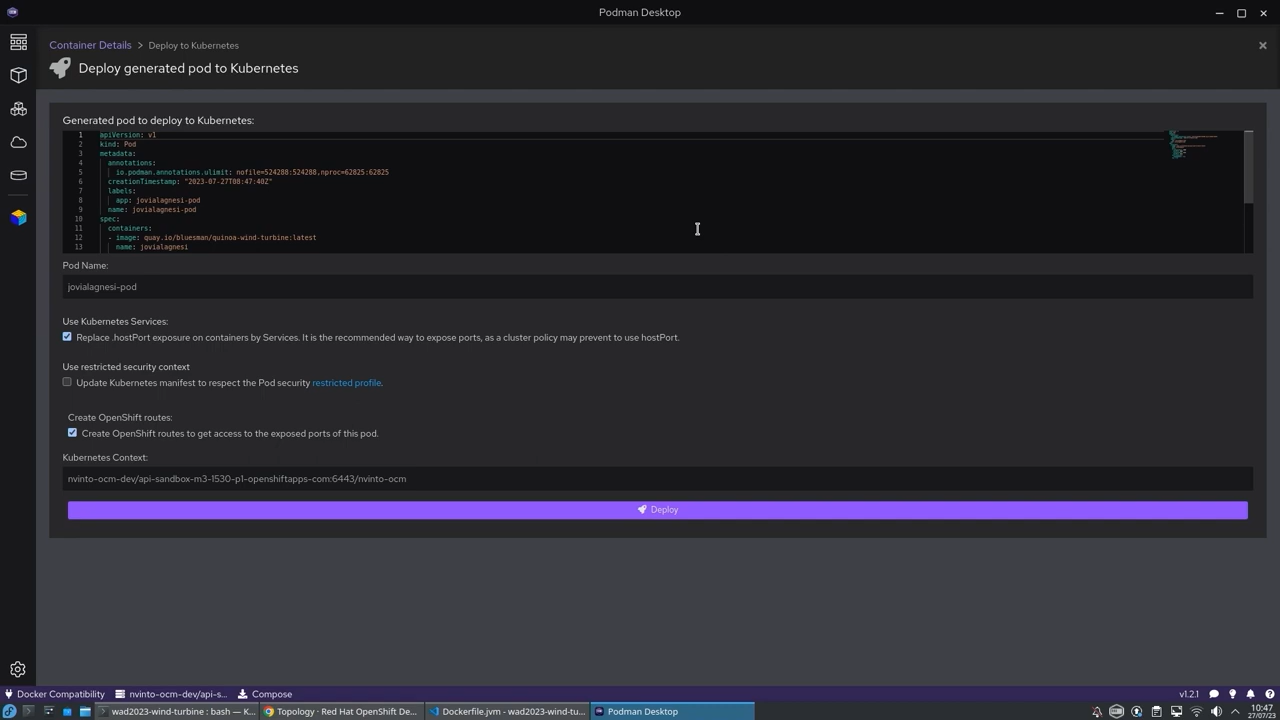 Podman Desktop
Container Details > Deploy to Kubernetes
Deploy generated pod to Kubernetes
Generated pod to deploy to Kubernetes:
1 apiVersion: v1
2 kind: Pod
3 metadata:
4 annotations:
5 io.podman.annotations.ulimit: nofile=524288:524288,nproc=62825:62825
6 creationTimestamp: "2023-07-27T08:47:40Z"
7 labels:
8 app: jovialagnesi-pod
9 name: jovialagnesi-pod
10 spec:
11 containers:
12 - image: quay.io/bluesman/quinoa-wind-turbine:latest
13 name: jovialagnesi
Pod Name:
jovialagnesi-pod
Use Kubernetes Services:
Replace .hostPort exposure on containers by Services. It is the recommended way to expose ports, as a cluster policy may prevent to use hostPort.
Use restricted security context
Update Kubernetes manifest to respect the Pod security restricted profile.
Create OpenShift routes:
Create OpenShift routes to get access to the exposed ports of this pod.
Kubernetes Context:
nvinto-ocm-dev/api-sandbox-m3-1530-p1-openshiftapps-com:6443/nvinto-ocm
Deploy
Docker Compatibility nvinto-ocm-dev/api-s... Compose v1.2.1
wad2023-wind-turbine : bash — K... Topology · Red Hat OpenShift De... Dockerfile.jvm - wad2023-wind-tu... Podman Desktop 10:47
27/07/23